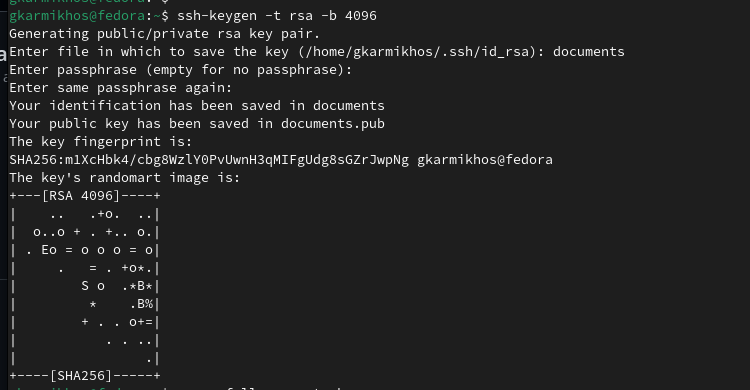 gkarmikhos@fedora:~$ ssh-keygen -t rsa -b 4096
Generating public/private rsa key pair.
Enter file in which to save the key (/home/gkarmikhos/.ssh/id_rsa): documents
Enter passphrase (empty for no passphrase):
Enter same passphrase again:
Your identification has been saved in documents
Your public key has been saved in documents.pub
The key fingerprint is:
SHA256:m1XcHbk4/cbg8WzlY0PvUwnH3qMIFgUdg8sGZrJwpNg gkarmikhos@fedora
The key's randomart image is:
+---[RSA 4096]----+
|    ..   .+o.  ..|
|  o..o + . +.. o.|
| . Eo = o o o = o|
|     .   = . +o*.|
|        S o  .*B*|
|         *    .B%|
|        + . . o+=|
|           . . ..|
|                .|
+----[SHA256]-----+